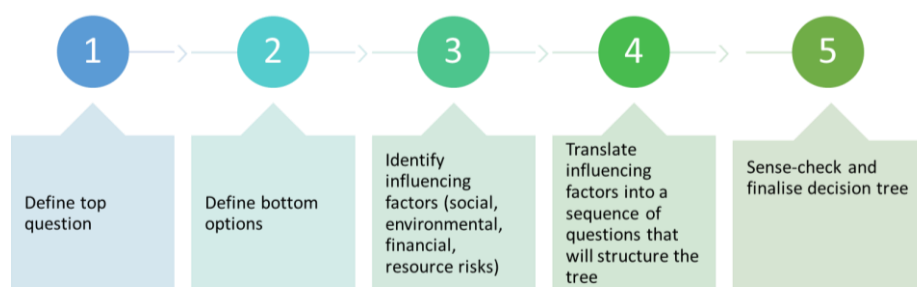 1
2
3
4
5
Define top
question
Define bottom
options
Identify
influencing
factors (social,
environmental,
financial,
resource risks)
Translate
influencing
factors into a
sequence of
questions that
will structure the
tree
Sense-check and
finalise decision tree